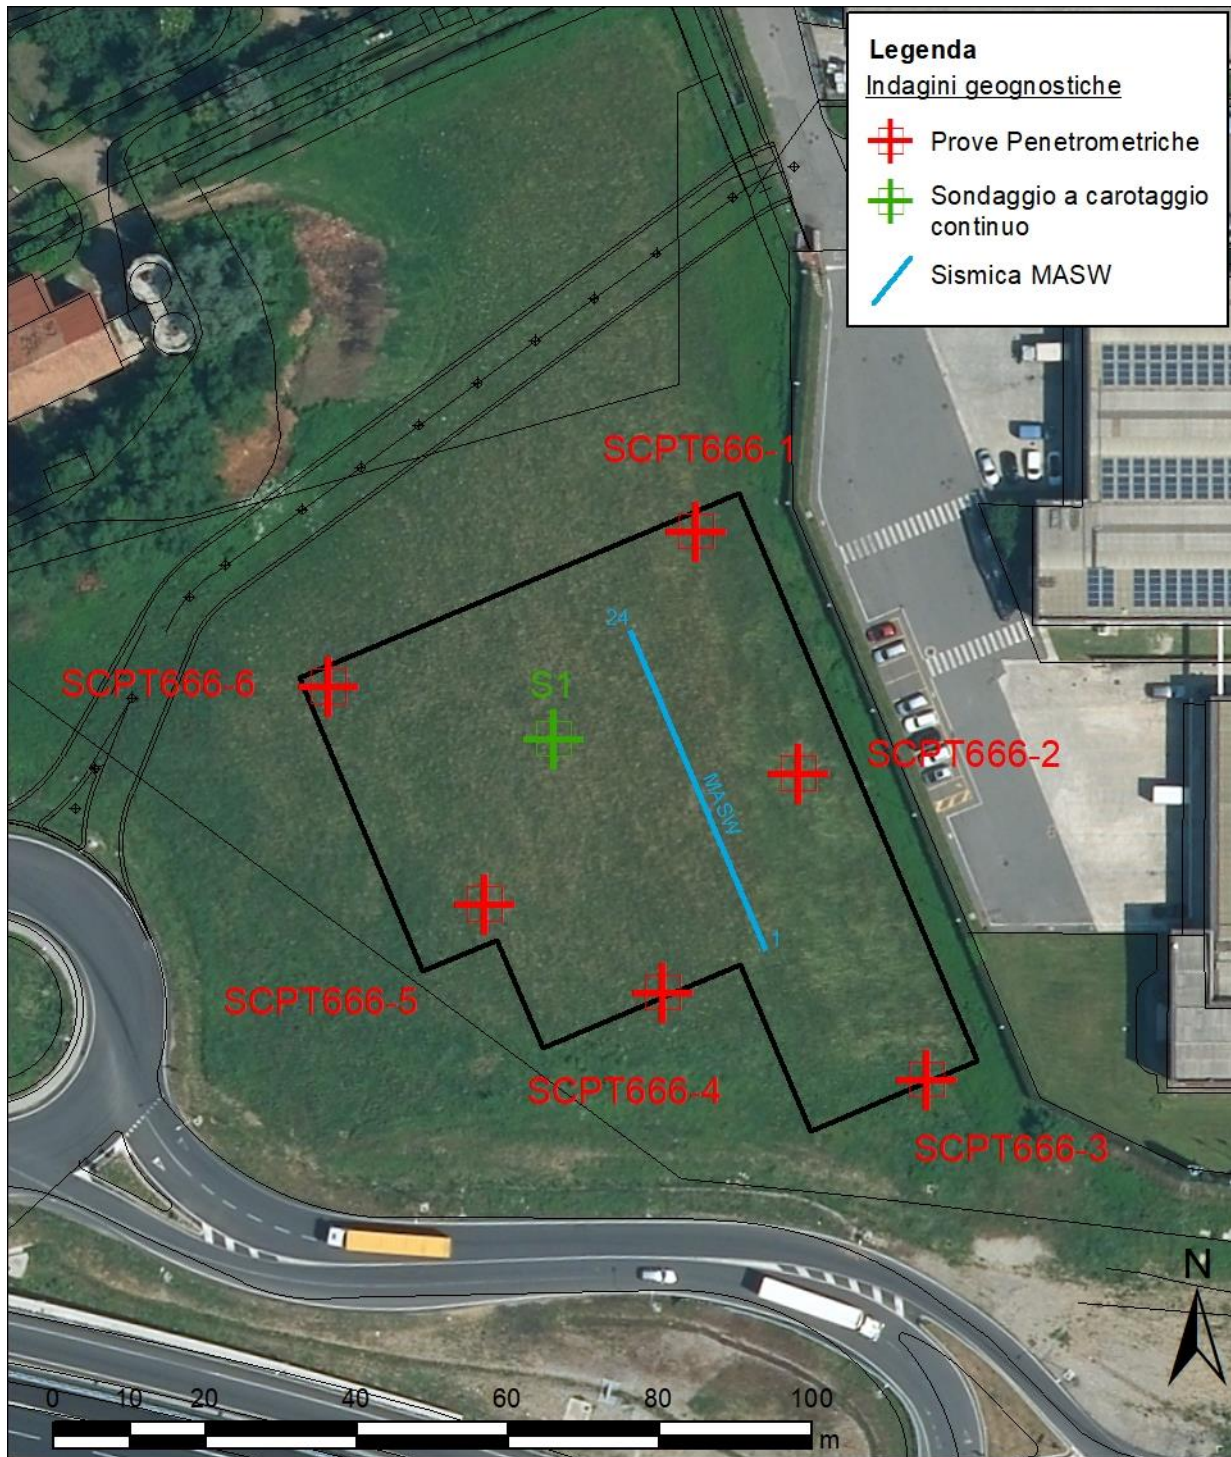 Legenda
Indagini geognostiche
Prove Penetrometriche
Sondaggio a carotaggio
continuo
Sismica MASW
SCPT666-1
24
SCPT666-6
S1
SCPT666-2
MASW
1
SCPT666-5
SCPT666-4
SCPT666-3
N
0 10 20 40 60 80 100
m